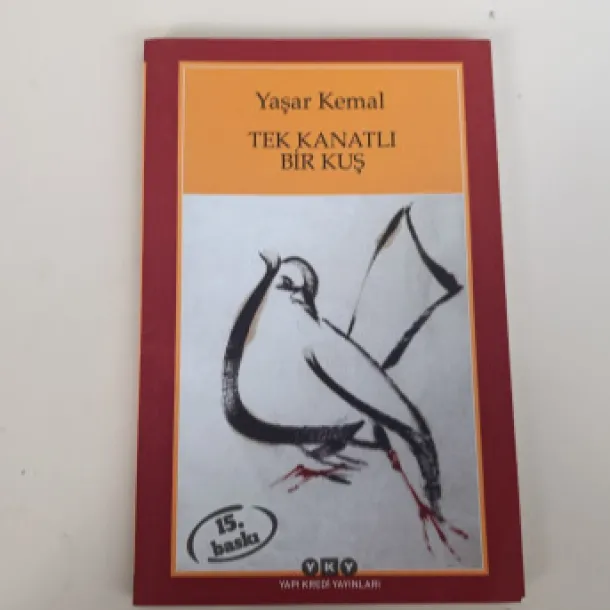 Yaşar Kemal
TEK KANATLI
BİR KUŞ
15.
baskı
YKY
YAPI KREDİ YAYINLARI